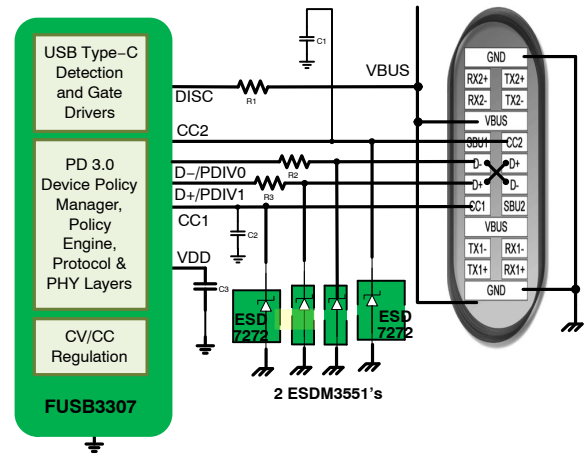 USB Type−C
Detection
and Gate
Drivers
PD 3.0
Device Policy
Manager,
Policy
Engine,
Protocol &
PHY Layers
CV/CC
Regulation
FUSB3307
DISC
CC2
D−/PDIV0
D+/PDIV1
CC1
VDD
C1
R1
VBUS
R2
R3
C2
C3
ESD
7272
ESD
7272
2 ESDM3551's
GND
RX2+ TX2+
RX2- TX2-
VBUS
SBU1 CC2
D- D+
D+ D-
CC1 SBU2
VBUS
TX1- RX1-
TX1+ RX1+
GND